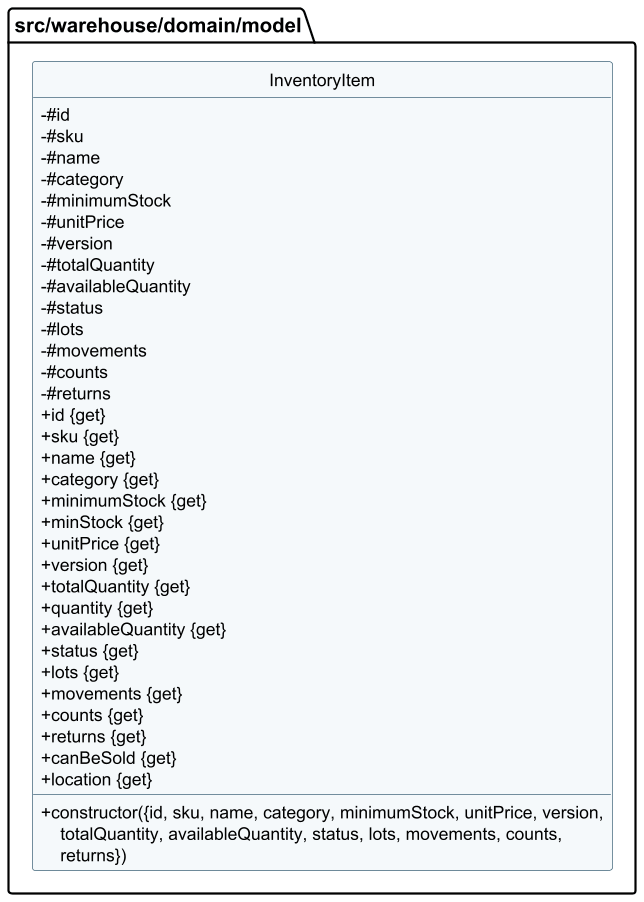 src/warehouse/domain/model
InventoryItem
-#id
-#sku
-#name
-#category
-#minimumStock
-#unitPrice
-#version
-#totalQuantity
-#availableQuantity
-#status
-#lots
-#movements
-#counts
-#returns
+id {get}
+sku {get}
+name {get}
+category {get}
+minimumStock {get}
+minStock {get}
+unitPrice {get}
+version {get}
+totalQuantity {get}
+quantity {get}
+availableQuantity {get}
+status {get}
+lots {get}
+movements {get}
+counts {get}
+returns {get}
+canBeSold {get}
+location {get}
+constructor({id, sku, name, category, minimumStock, unitPrice, version,
totalQuantity, availableQuantity, status, lots, movements, counts,
returns})